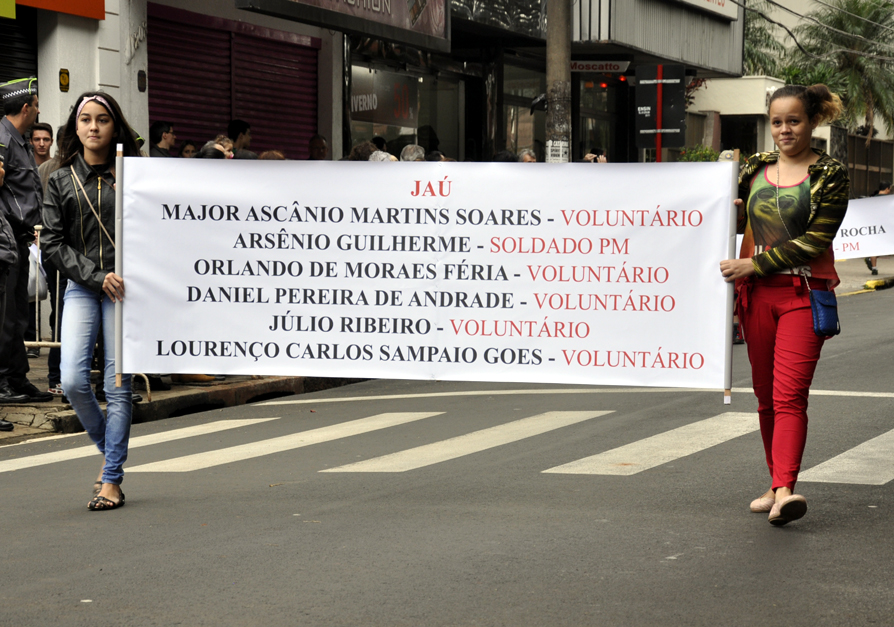 JAÚ
MAJOR ASCÂNIO MARTINS SOARES - VOLUNTÁRIO
ARSÊNIO GUILHERME - SOLDADO PM
ORLANDO DE MORAES FÉRIA - VOLUNTÁRIO
DANIEL PEREIRA DE ANDRADE - VOLUNTÁRIO
JÚLIO RIBEIRO - VOLUNTÁRIO
LOURENÇO CARLOS SAMPAIO GOES - VOLUNTÁRIO
ROCHA
- PM
Moscatto